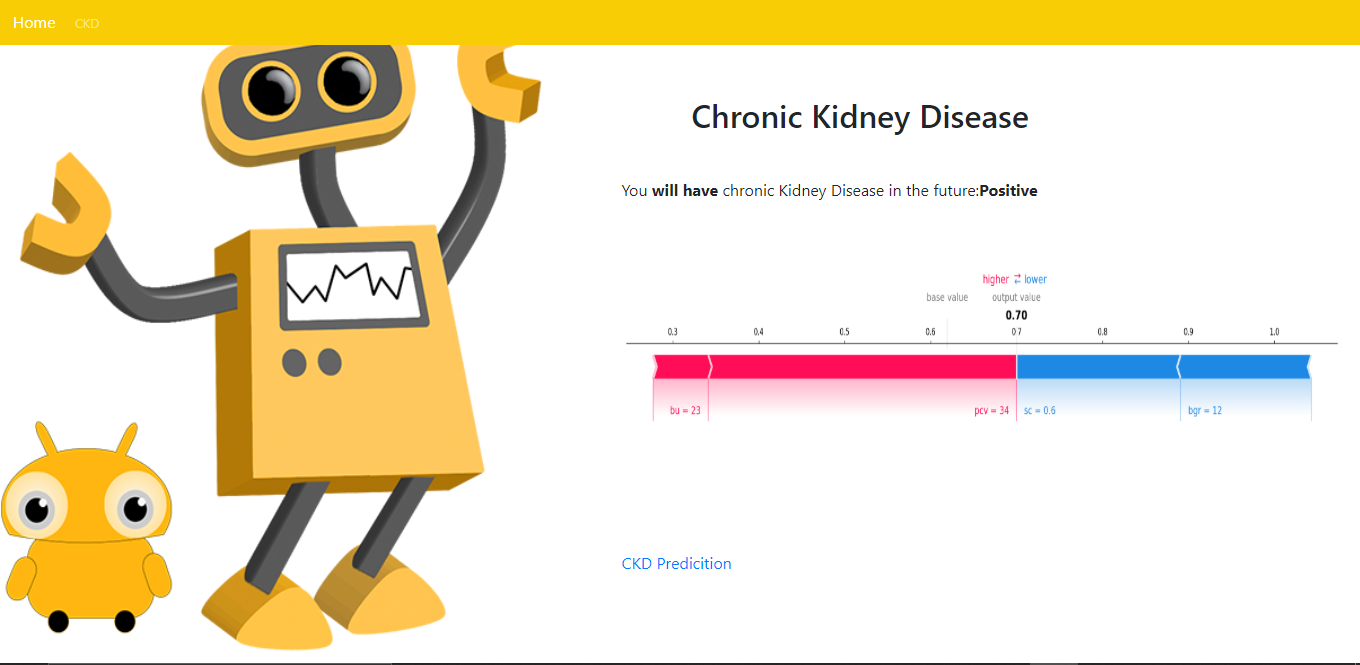 Home CKD
Chronic Kidney Disease
You will have chronic Kidney Disease in the future:Positive
higher ⇄ lower
base value output value
0.70
0.3 0.4 0.5 0.6 0.7 0.8 0.9 1.0
bu = 23 pcv = 34 sc = 0.6 bgr = 12
CKD Predicition